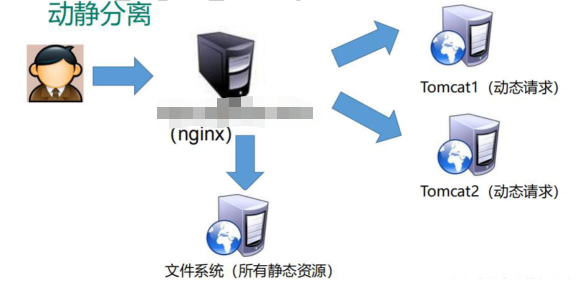 动静分离
Tomcat1（动态请求）
（nginx）
Tomcat2（动态请求）
文件系统（所有静态资源）